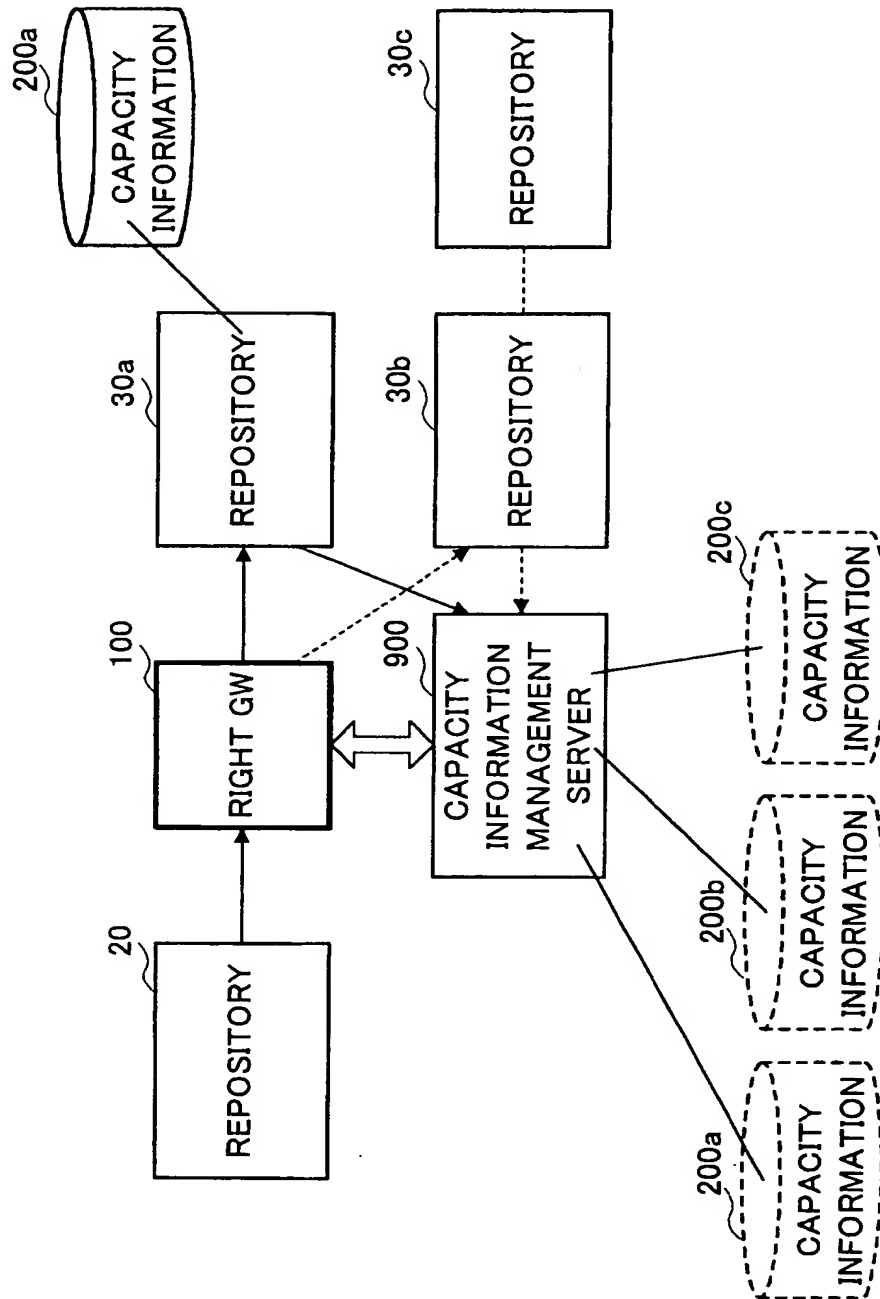 20
REPOSITORY
100
RIGHT GW
30a
REPOSITORY
200a
CAPACITY
INFORMATION
900
CAPACITY
INFORMATION
MANAGEMENT
SERVER
30b
REPOSITORY
30c
REPOSITORY
200a
CAPACITY
INFORMATION
200b
CAPACITY
INFORMATION
200c
CAPACITY
INFORMATION